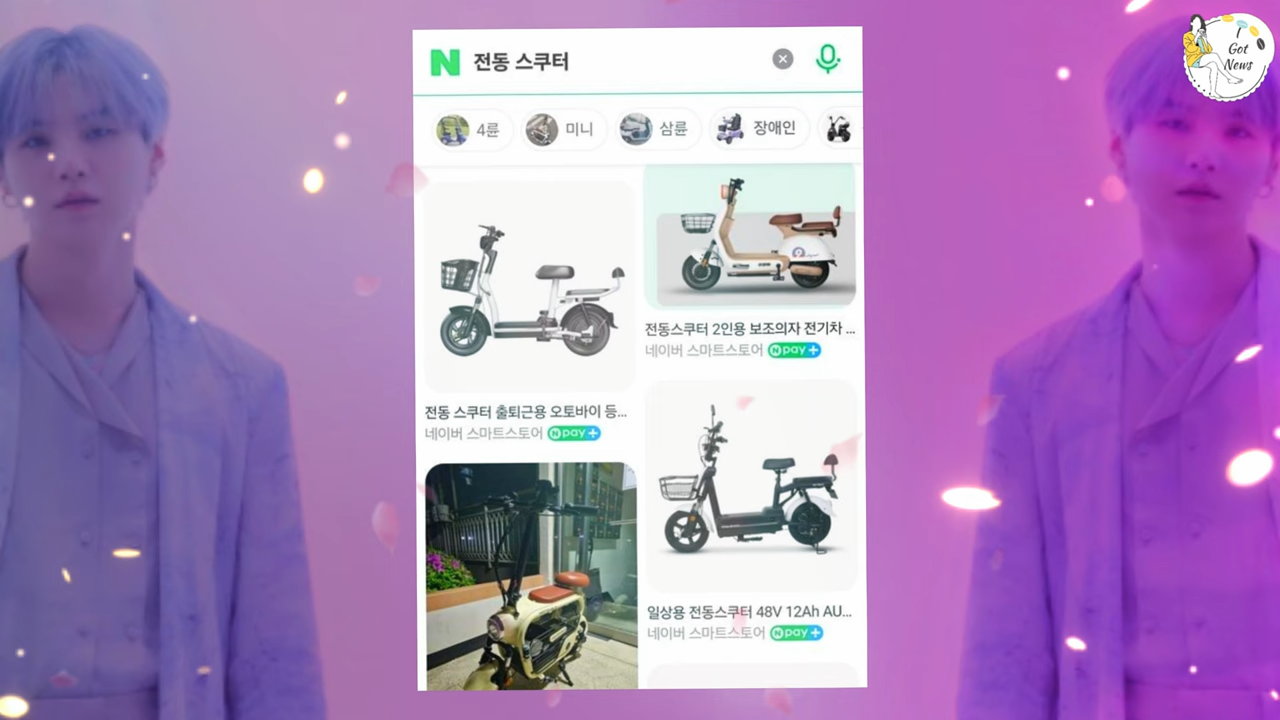 I
Got
News
N 전동 스쿠터
4륜 미니 삼륜 장애인
전동스쿠터 2인용 보조의자 전기차 ...
네이버 스마트스토어 N pay+
전동 스쿠터 출퇴근용 오토바이 등...
네이버 스마트스토어 N pay+
일상용 전동스쿠터 48V 12Ah AU...
네이버 스마트스토어 N pay+